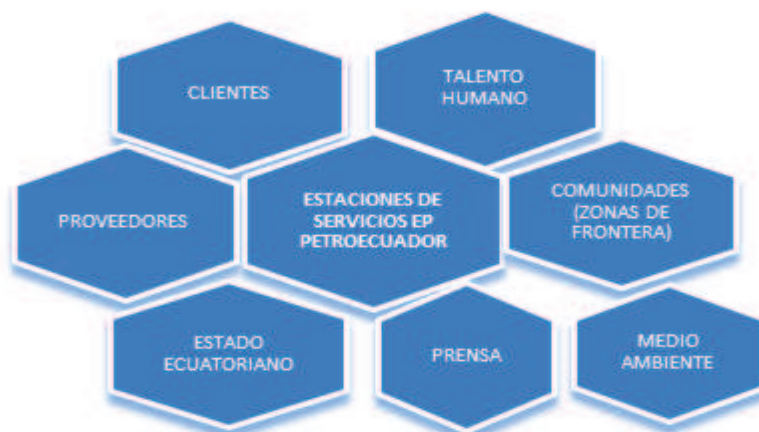 CLIENTES
TALENTO
HUMANO
PROVEEDORES
ESTACIONES DE
SERVICIOS EP
PETROECUADOR
COMUNIDADES
(ZONAS DE
FRONTERA)
ESTADO
ECUATORIANO
PRENSA
MEDIO
AMBIENTE